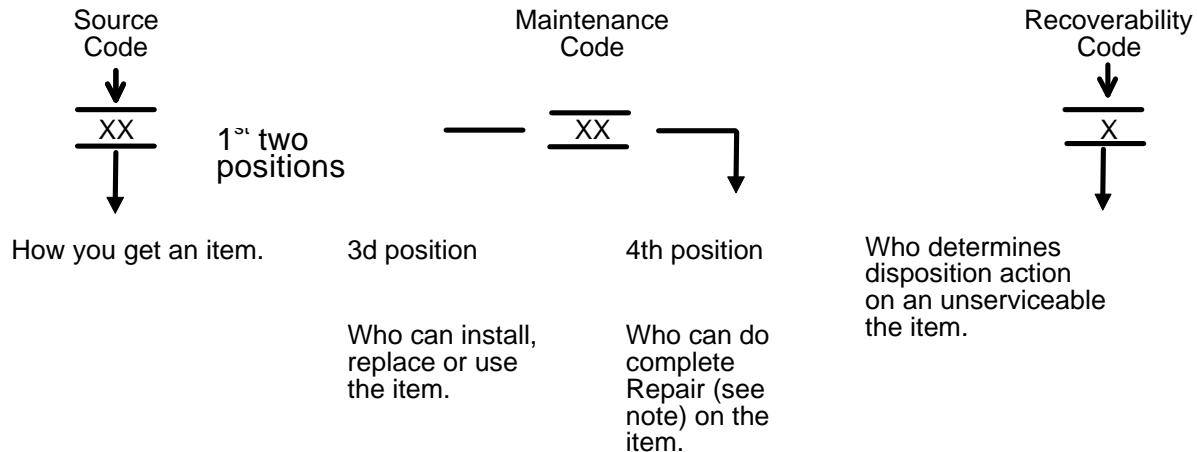 Source
Code
Maintenance
Code
Recoverability
Code
XX
1st two
positions
XX
X
How you get an item.
3d position
4th position
Who determines
disposition action
on an unserviceable
the item.
Who can install,
replace or use
the item.
Who can do
complete
Repair (see
note) on the
item.